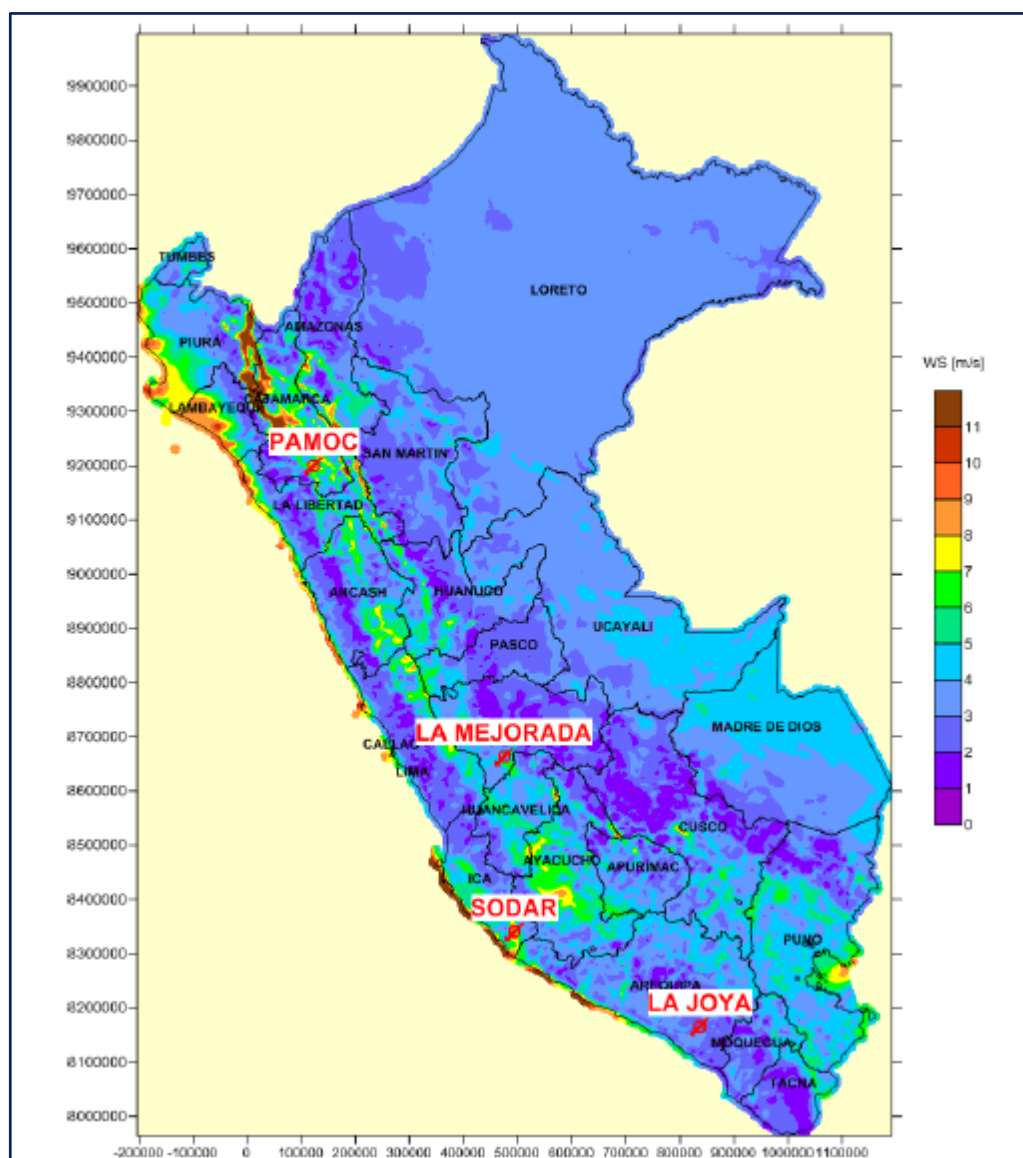 9900000
9800000
9700000
9600000
9500000
9400000
9300000
9200000
9100000
9000000
8900000
8800000
8700000
8600000
8500000
8400000
8300000
8200000
8100000
8000000
-200000 -100000 0 100000 200000 300000 400000 500000 600000 700000 800000 900000 1000000 1100000
TUMBES
LORETO
AMAZONAS
PIURA
CAJAMARCA
LAMBAYEQUE
PAMOC
SAN MARTIN
LA LIBERTAD
ANCASH
HUANUCO
UCAYALI
PASCO
MADRE DE DIOS
LA MEJORADA
CALLAO
LIMA
HUANCAVELICA
CUSCO
AYACUCHO
APURÍMAC
ICA
SODAR
PUNO
AREQUIPA
LA JOYA
MOQUEGUA
TACNA
WS [m/s]
11
10
9
8
7
6
5
4
3
2
1
0